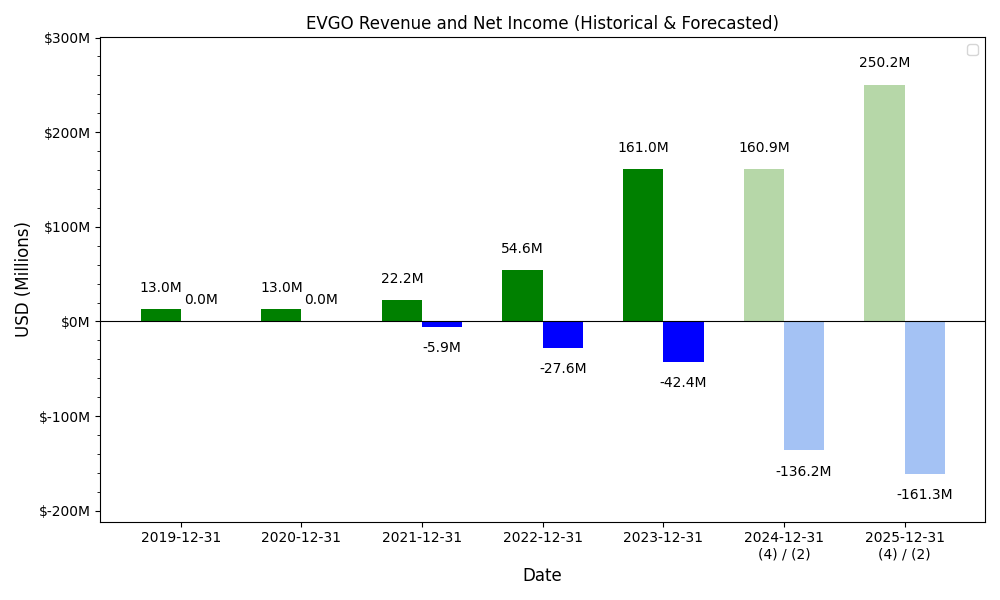 EVGO Revenue and Net Income (Historical & Forecasted)
$300M
$200M
$100M
$0M
$-100M
$-200M
USD (Millions)
13.0M
0.0M
13.0M
0.0M
22.2M
-5.9M
54.6M
-27.6M
161.0M
-42.4M
160.9M
-136.2M
250.2M
-161.3M
2019-12-31
2020-12-31
2021-12-31
2022-12-31
2023-12-31
2024-12-31
(4) / (2)
2025-12-31
(4) / (2)
Date